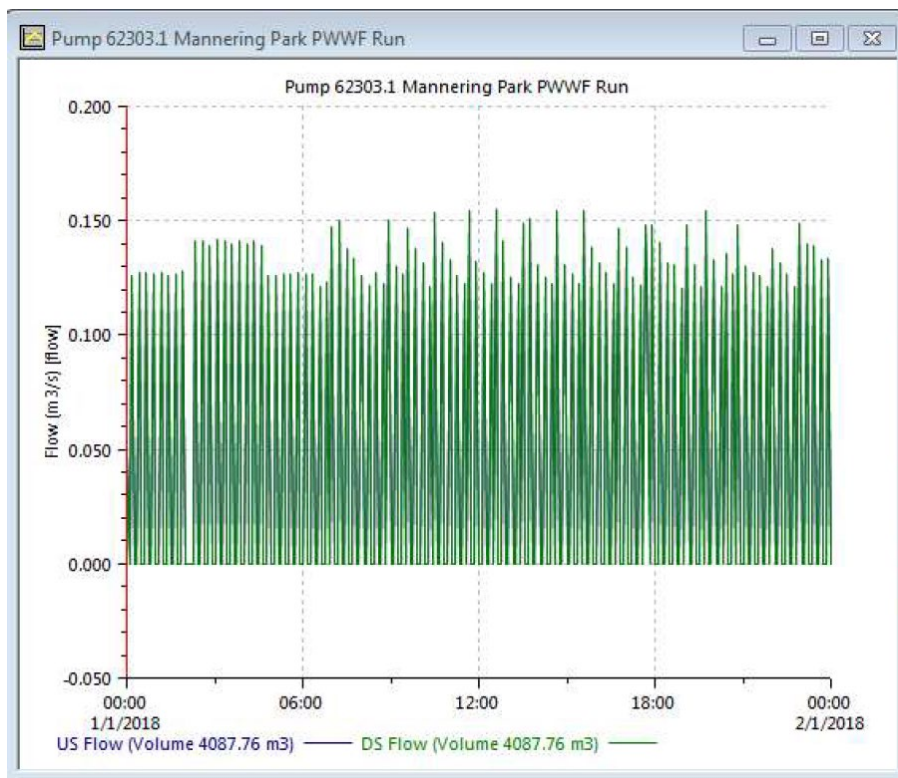 Pump 62303.1 Mannering Park PWWF Run
Pump 62303.1 Mannering Park PWWF Run
0.200
0.150
0.100
0.050
0.000
-0.050
Flow (m3/s) [flow]
00:00 06:00 12:00 18:00 00:00
1/1/2018 2/1/2018
US Flow (Volume 4087.76 m3) DS Flow (Volume 4087.76 m3)